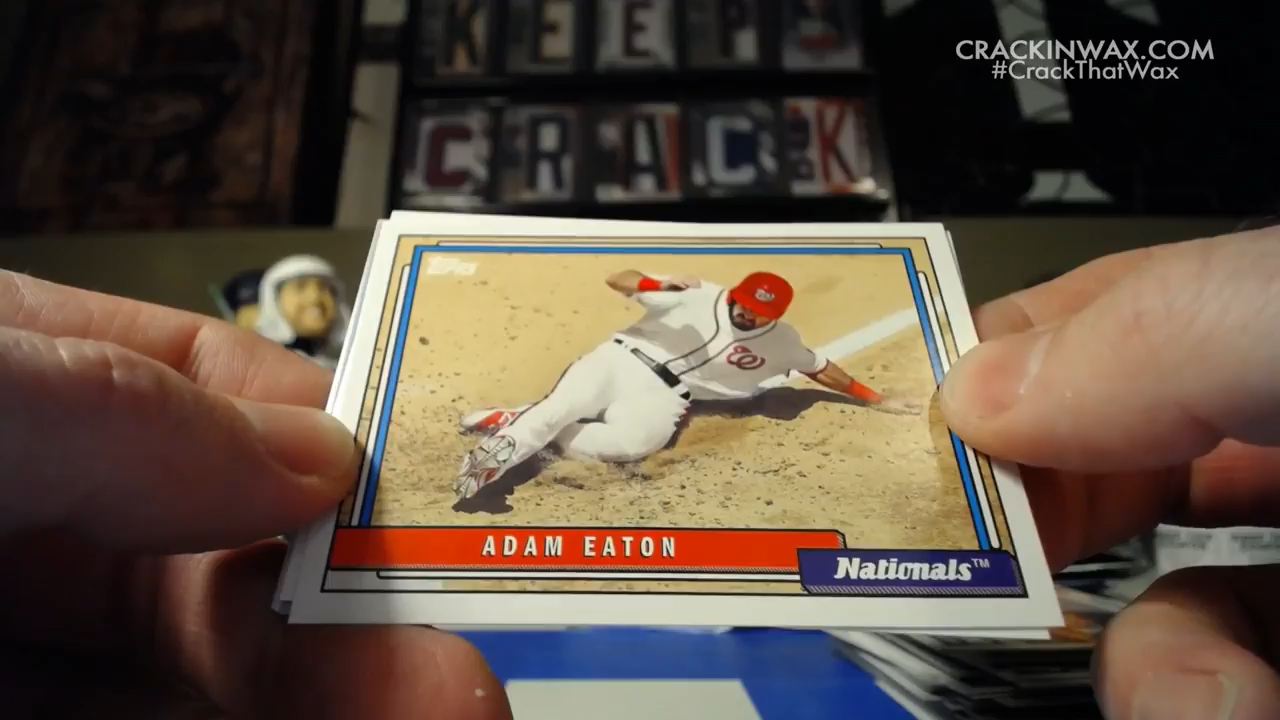 CRACKINWAX.COM
#CrackThatWax
KEEP
CRACK
Topps
ADAM EATON
Nationals™